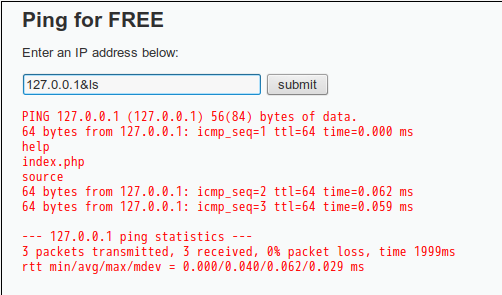 Ping for FREE
Enter an IP address below:
127.0.0.1&ls submit
PING 127.0.0.1 (127.0.0.1) 56(84) bytes of data.
64 bytes from 127.0.0.1: icmp_seq=1 ttl=64 time=0.000 ms
help
index.php
source
64 bytes from 127.0.0.1: icmp_seq=2 ttl=64 time=0.062 ms
64 bytes from 127.0.0.1: icmp_seq=3 ttl=64 time=0.059 ms
--- 127.0.0.1 ping statistics ---
3 packets transmitted, 3 received, 0% packet loss, time 1999ms
rtt min/avg/max/mdev = 0.000/0.040/0.062/0.029 ms